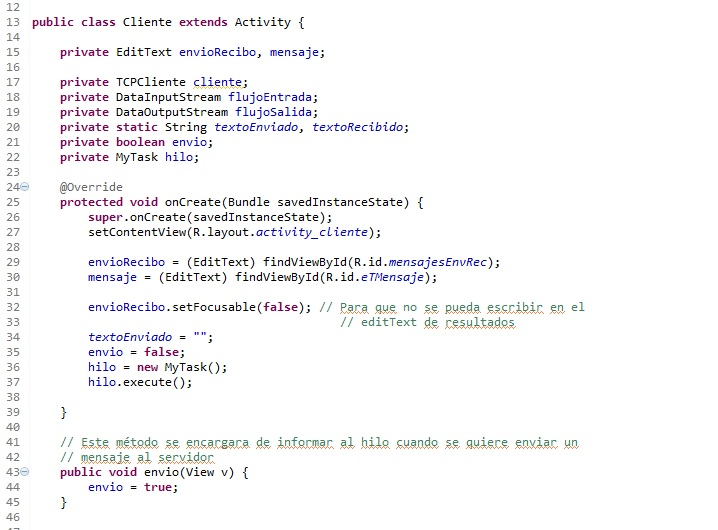 12
13 public class Cliente extends Activity {
14
15     private EditText envioRecibo, mensaje;
16
17     private TCPCliente cliente;
18     private DataInputStream flujoEntrada;
19     private DataOutputStream flujoSalida;
20     private static String textoEnviado, textoRecibido;
21     private boolean envio;
22     private MyTask hilo;
23
24     @Override
25     protected void onCreate(Bundle savedInstanceState) {
26         super.onCreate(savedInstanceState);
27         setContentView(R.layout.activity_cliente);
28
29         envioRecibo = (EditText) findViewById(R.id.mensajesEnvRec);
30         mensaje = (EditText) findViewById(R.id.eTMensaje);
31
32         envioRecibo.setFocusable(false); // Para que no se pueda escribir en el
33                                             // editText de resultados
34         textoEnviado = "";
35         envio = false;
36         hilo = new MyTask();
37         hilo.execute();
38
39     }
40
41     // Este método se encargara de informar al hilo cuando se quiere enviar un
42     // mensaje al servidor
43     public void envio(View v) {
44         envio = true;
45     }
46